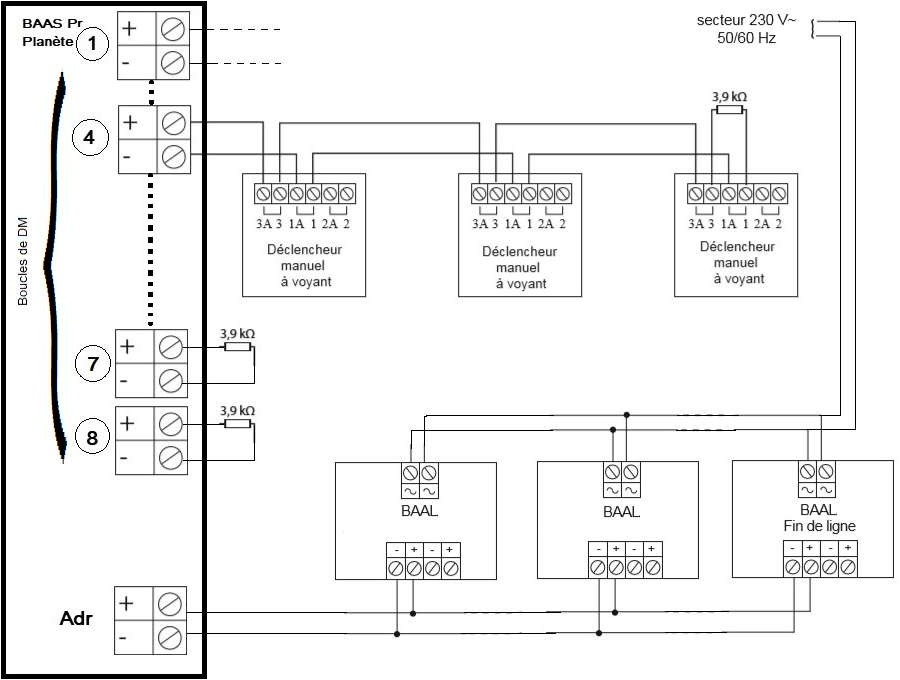 BAAS Pr
Planète
1
+
-
secteur 230 V~
50/60 Hz
4
+
-
3,9 kΩ
3A 3 1A 1 2A 2
Déclencheur
manuel
à voyant
3A 3 1A 1 2A 2
Déclencheur
manuel
à voyant
3A 3 1A 1 2A 2
Déclencheur
manuel
à voyant
Boucles de DM
7
+
-
3,9 kΩ
8
+
-
3,9 kΩ
~ ~
BAAL
- + - +
~ ~
BAAL
- + - +
~ ~
BAAL
Fin de ligne
- + - +
Adr
+
-